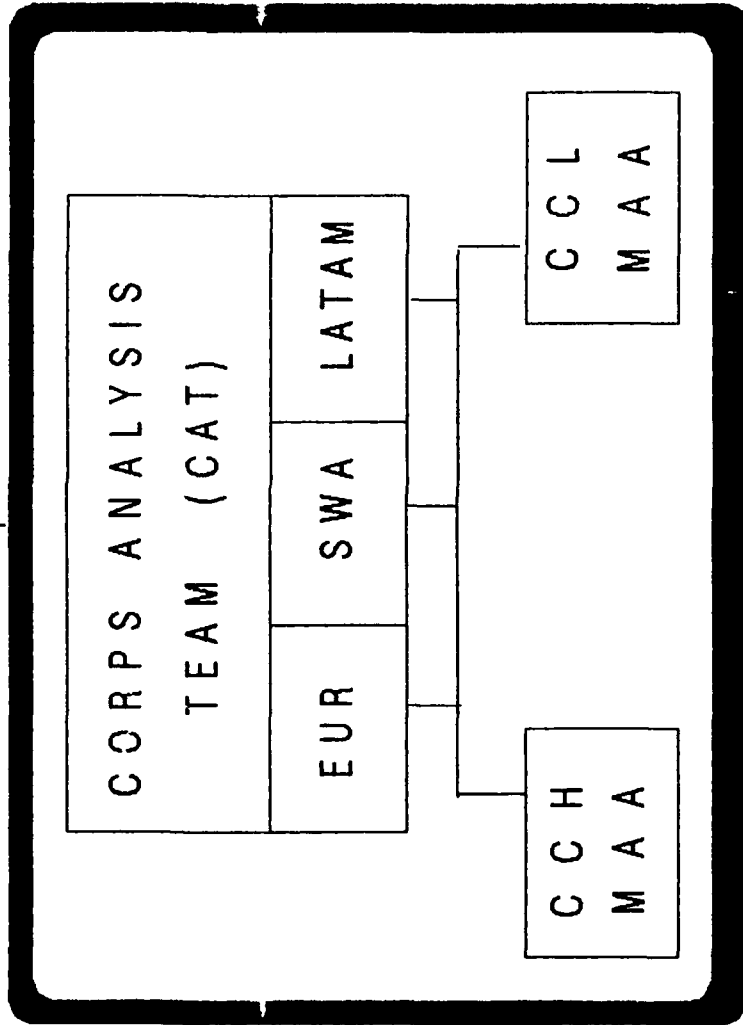 CORPS ANALYSIS
TEAM (CAT)
EUR
SWA
LATAM
CCH
MAA
CCL
MAA